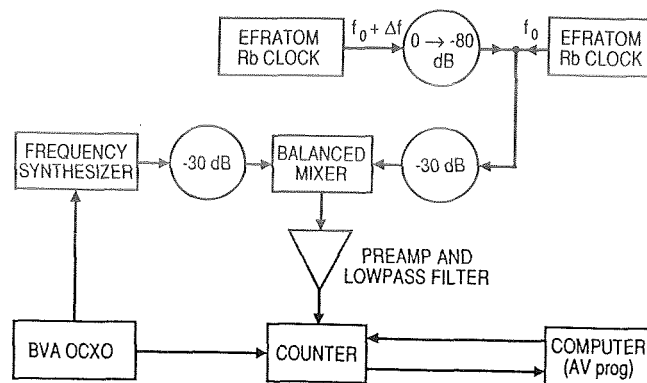 EFRATOM
Rb CLOCK
f0 + Δf
0 → -80
dB
f0
EFRATOM
Rb CLOCK
FREQUENCY
SYNTHESIZER
-30 dB
BALANCED
MIXER
-30 dB
PREAMP AND
LOWPASS FILTER
BVA OCXO
COUNTER
COMPUTER
(AV prog)